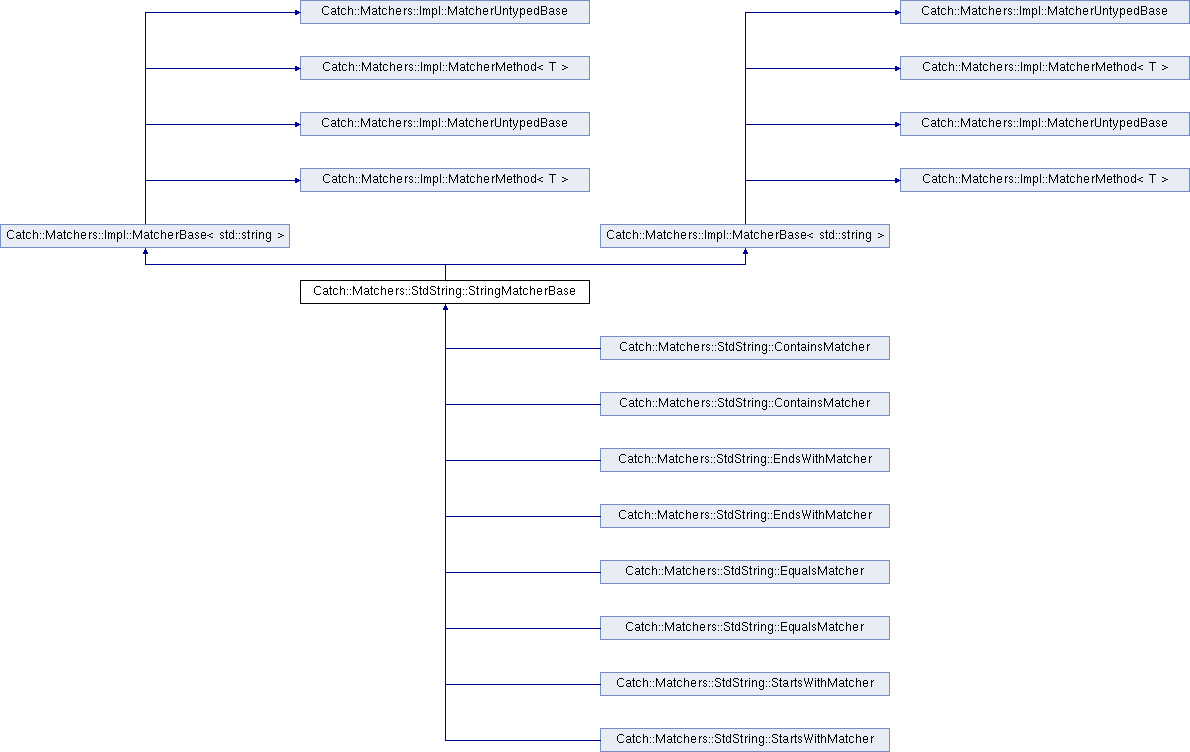 Catch::Matchers::Impl::MatcherUntypedBase
Catch::Matchers::Impl::MatcherUntypedBase
Catch::Matchers::Impl::MatcherMethod< T >
Catch::Matchers::Impl::MatcherMethod< T >
Catch::Matchers::Impl::MatcherUntypedBase
Catch::Matchers::Impl::MatcherUntypedBase
Catch::Matchers::Impl::MatcherMethod< T >
Catch::Matchers::Impl::MatcherMethod< T >
Catch::Matchers::Impl::MatcherBase< std::string >
Catch::Matchers::Impl::MatcherBase< std::string >
Catch::Matchers::StdString::StringMatcherBase
Catch::Matchers::StdString::ContainsMatcher
Catch::Matchers::StdString::ContainsMatcher
Catch::Matchers::StdString::EndsWithMatcher
Catch::Matchers::StdString::EndsWithMatcher
Catch::Matchers::StdString::EqualsMatcher
Catch::Matchers::StdString::EqualsMatcher
Catch::Matchers::StdString::StartsWithMatcher
Catch::Matchers::StdString::StartsWithMatcher